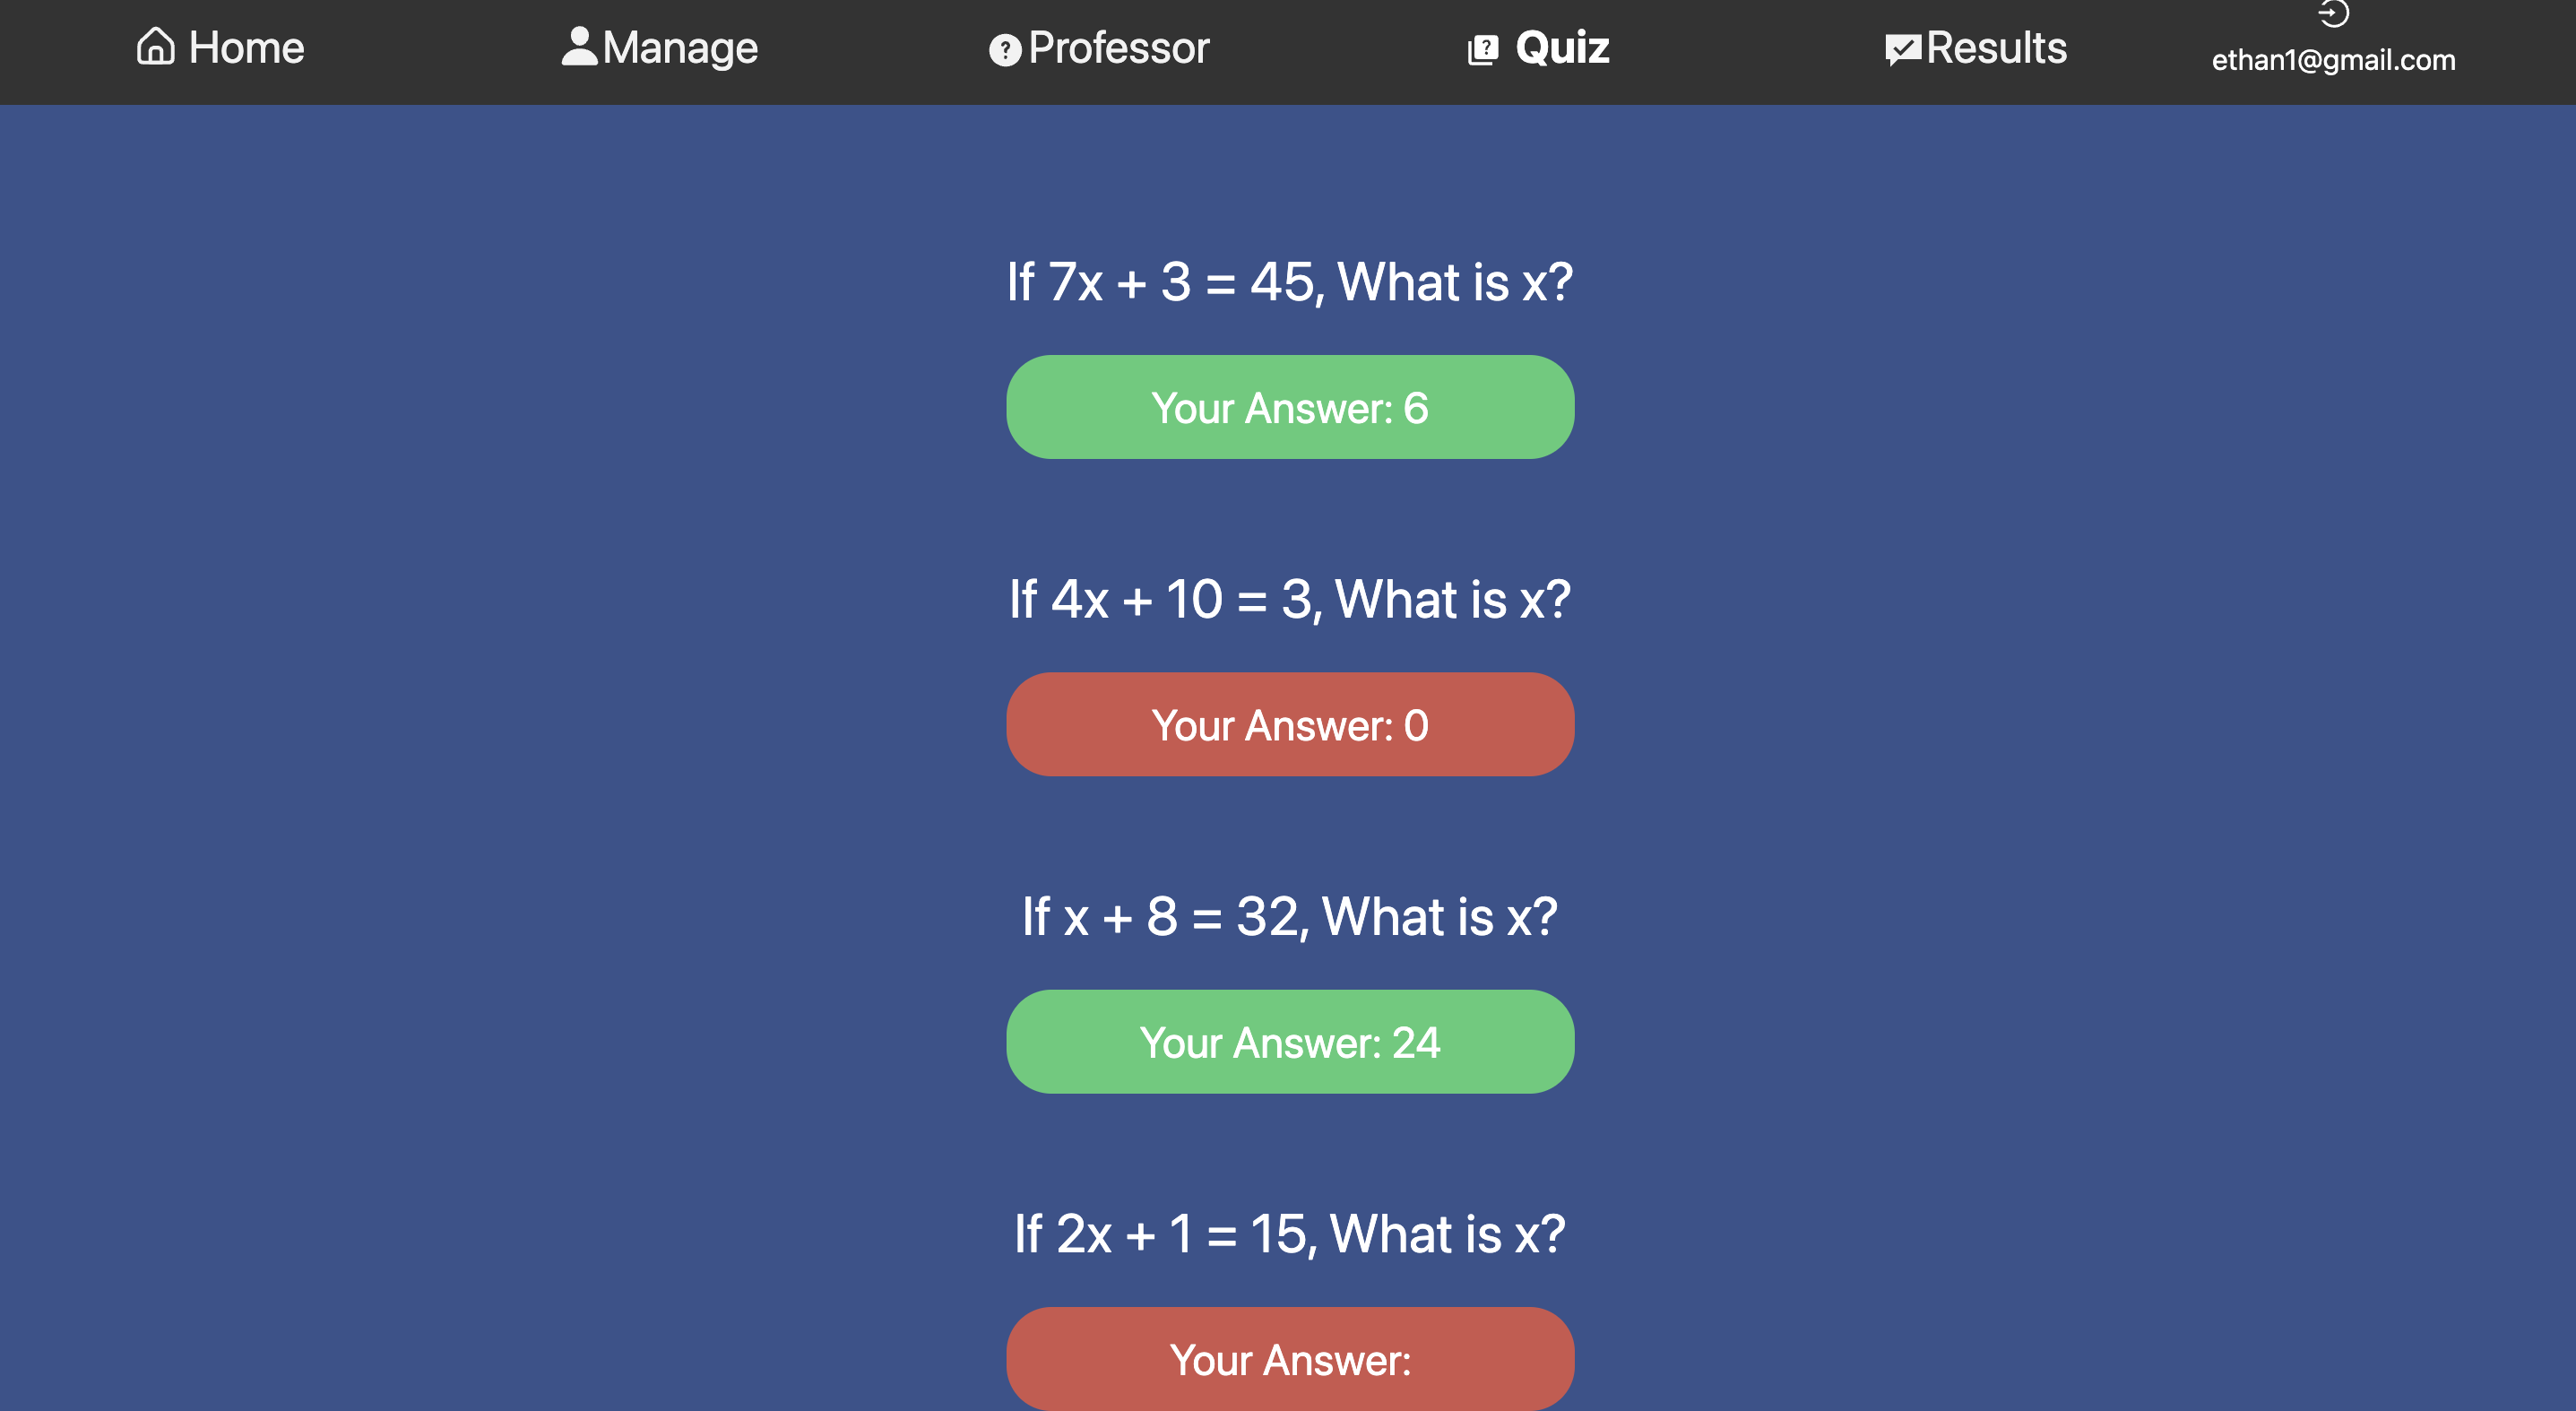 Home Manage Professor Quiz Results ethan1@gmail.com
If 7x + 3 = 45, What is x?
Your Answer: 6
If 4x + 10 = 3, What is x?
Your Answer: 0
If x + 8 = 32, What is x?
Your Answer: 24
If 2x + 1 = 15, What is x?
Your Answer: